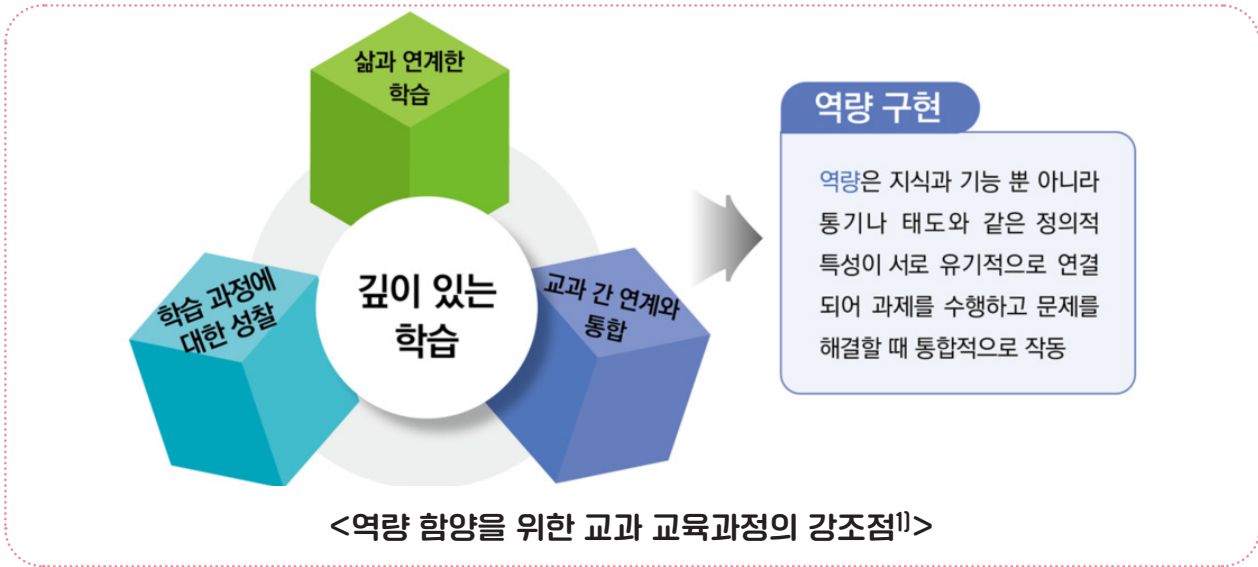 삶과 연계한
학습
학습 과정에
대한 성찰
깊이 있는
학습
교과 간 연계와
통합
역량 구현
역량은 지식과 기능 뿐 아니라
통기나 태도와 같은 정의적
특성이 서로 유기적으로 연결
되어 과제를 수행하고 문제를
해결할 때 통합적으로 작동
<역량 함양을 위한 교과 교육과정의 강조점1)>